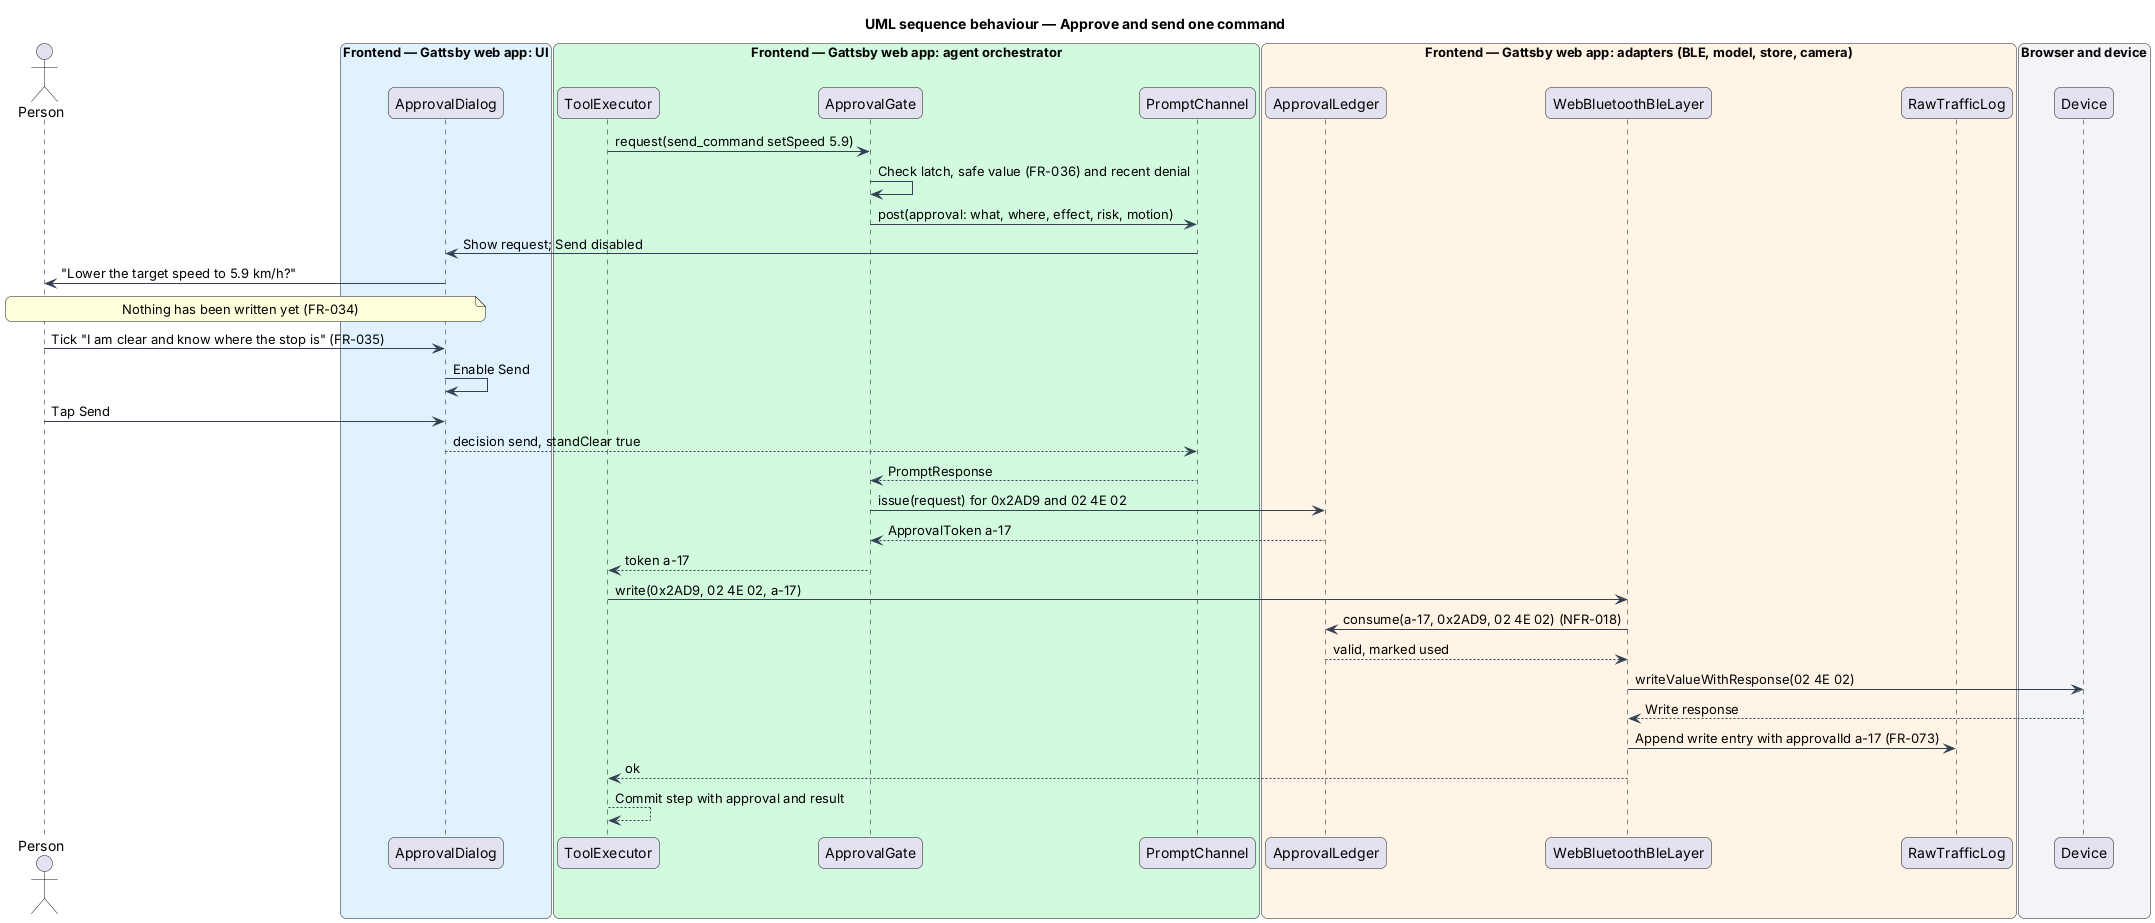 UML sequence behaviour — Approve and send one command
Frontend — Gattsby web app: UI
Frontend — Gattsby web app: agent orchestrator
Frontend — Gattsby web app: adapters (BLE, model, store, camera)
Browser and device
Person
ApprovalDialog
ToolExecutor
ApprovalGate
PromptChannel
ApprovalLedger
WebBluetoothBleLayer
RawTrafficLog
Device
request(send_command setSpeed 5.9)
Check latch, safe value (FR-036) and recent denial
post(approval: what, where, effect, risk, motion)
Show request; Send disabled
"Lower the target speed to 5.9 km/h?"
Nothing has been written yet (FR-034)
Tick "I am clear and know where the stop is" (FR-035)
Enable Send
Tap Send
decision send, standClear true
PromptResponse
issue(request) for 0x2AD9 and 02 4E 02
ApprovalToken a-17
token a-17
write(0x2AD9, 02 4E 02, a-17)
consume(a-17, 0x2AD9, 02 4E 02) (NFR-018)
valid, marked used
writeValueWithResponse(02 4E 02)
Write response
Append write entry with approvalId a-17 (FR-073)
ok
Commit step with approval and result
Person
ApprovalDialog
ToolExecutor
ApprovalGate
PromptChannel
ApprovalLedger
WebBluetoothBleLayer
RawTrafficLog
Device